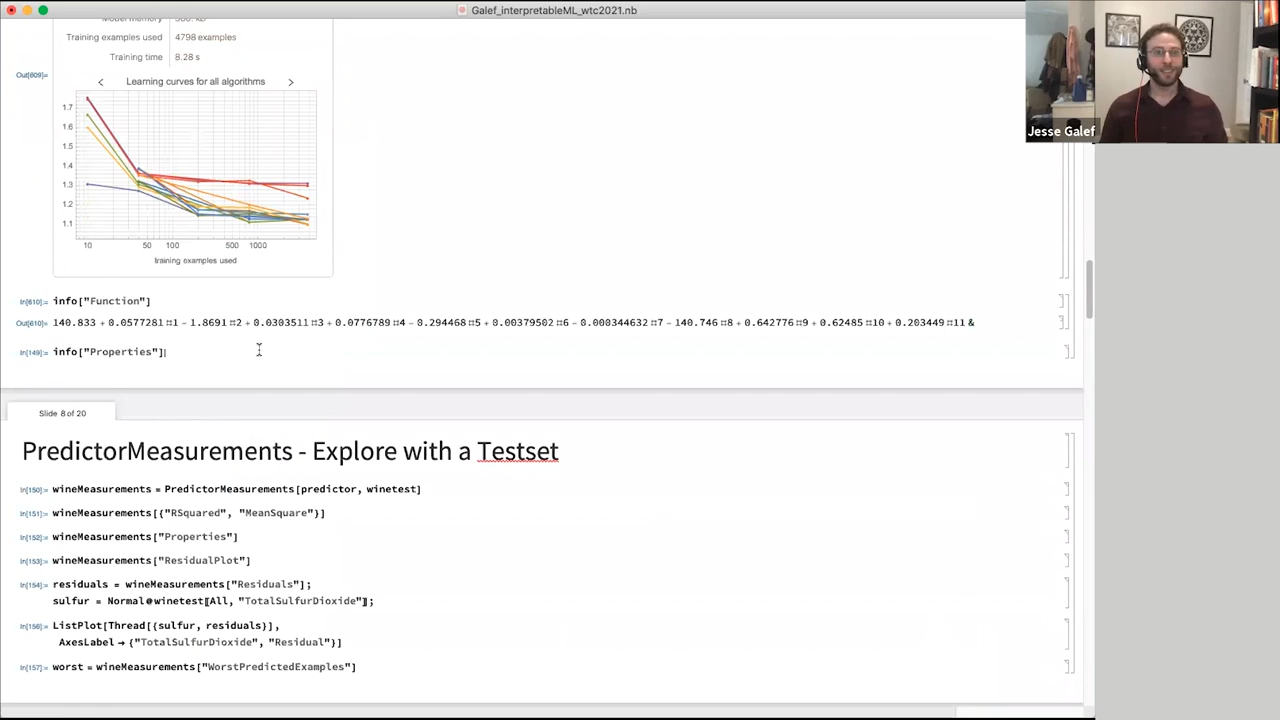 Galef_interpretableML_wtc2021.nb
Model memory 580. kB
Training examples used 4798 examples
Training time 8.28 s
Out[609]=
< Learning curves for all algorithms >
1.7
1.6
1.5
1.4
1.3
1.2
1.1
10 50 100 500 1000
Training examples used
In[610]:= info["Function"]
Out[610]= 140.833 + 0.0577281 #1 - 1.8691 #2 + 0.0303511 #3 + 0.0776789 #4 - 0.294468 #5 + 0.00379502 #6 - 0.000344632 #7 - 140.746 #8 + 0.642776 #9 + 0.62485 #10 + 0.203449 #11 &
In[149]:= info["Properties"]
Slide 8 of 20
PredictorMeasurements - Explore with a Testset
In[150]:= wineMeasurements = PredictorMeasurements[predictor, winetest]
In[151]:= wineMeasurements[{"RSquared", "MeanSquare"}]
In[152]:= wineMeasurements["Properties"]
In[153]:= wineMeasurements["ResidualPlot"]
In[154]:= residuals = wineMeasurements["Residuals"];
sulfur = Normal@winetest〚All, "TotalSulfurDioxide"〛;
In[156]:= ListPlot[Thread[{sulfur, residuals}],
AxesLabel → {"TotalSulfurDioxide", "Residual"}]
In[157]:= worst = wineMeasurements["WorstPredictedExamples"]
Jesse Galef